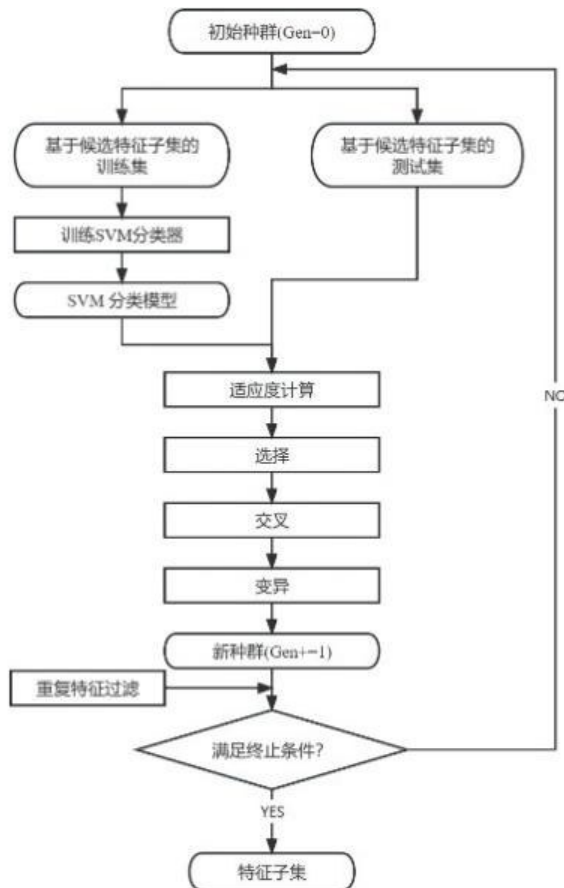 初始种群(Gen=0)
基于候选特征子集的
训练集
基于候选特征子集的
测试集
训练SVM分类器
SVM 分类模型
适应度计算
NO
选择
交叉
变异
新种群(Gen+=1)
重复特征过滤
满足终止条件?
YES
特征子集